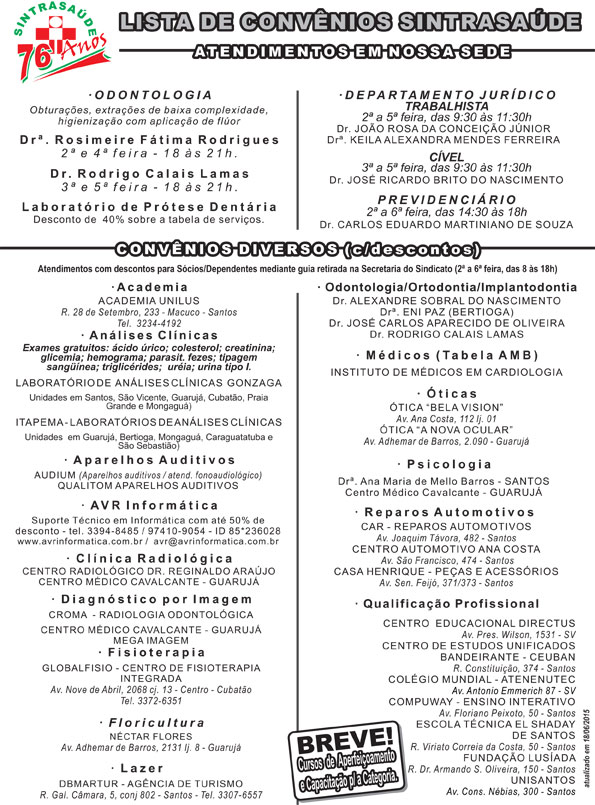 SINTRASAÚDE
76 Anos
LISTA DE CONVÊNIOS SINTRASAÚDE
ATENDIMENTOS EM NOSSA SEDE
· ODONTOLOGIA
Obturações, extrações de baixa complexidade,
higienização com aplicação de flúor
Drª. Rosimeire Fátima Rodrigues
2ª e 4ª feira - 18 às 21h.
Dr. Rodrigo Calais Lamas
3ª e 5ª feira - 18 às 21h.
Laboratório de Prótese Dentária
Desconto de 40% sobre a tabela de serviços.
· DEPARTAMENTO JURÍDICO
TRABALHISTA
2ª a 5ª feira, das 9:30 às 11:30h
Dr. JOÃO ROSA DA CONCEIÇÃO JÚNIOR
Drª. KEILA ALEXANDRA MENDES FERREIRA
CÍVEL
3ª a 5ª feira, das 9:30 às 11:30h
Dr. JOSÉ RICARDO BRITO DO NASCIMENTO
PREVIDENCIÁRIO
2ª a 6ª feira, das 14:30 às 18h
Dr. CARLOS EDUARDO MARTINIANO DE SOUZA
CONVÊNIOS DIVERSOS (c/descontos)
Atendimentos com descontos para Sócios/Dependentes mediante guia retirada na Secretaria do Sindicato (2ª a 6ª feira, das 8 às 18h)
· Academia
ACADEMIA UNILUS
R. 28 de Setembro, 233 - Macuco - Santos
Tel. 3234-4192
· Análises Clínicas
Exames gratuitos: ácido úrico; colesterol; creatinina;
glicemia; hemograma; parasit. fezes; tipagem
sangüínea; triglicérides, uréia; urina tipo I.
LABORATÓRIO DE ANÁLISES CLÍNICAS GONZAGA
Unidades em Santos, São Vicente, Guarujá, Cubatão, Praia
Grande e Mongaguá)
ITAPEMA - LABORATÓRIOS DE ANÁLISES CLÍNICAS
Unidades em Guarujá, Bertioga, Mongaguá, Caraguatatuba e
São Sebastião)
· Aparelhos Auditivos
AUDIUM (Aparelhos auditivos / atend. fonoaudiológico)
QUALITOM APARELHOS AUDITIVOS
· AVR Informática
Suporte Técnico em Informática com até 50% de
desconto - tel. 3394-8485 / 97410-9054 - ID 85*236028
www.avrinformatica.com.br / avr@avrinformatica.com.br
· Clínica Radiológica
CENTRO RADIOLÓGICO DR. REGINALDO ARAÚJO
CENTRO MÉDICO CAVALCANTE - GUARUJÁ
· Diagnóstico por Imagem
CROMA - RADIOLOGIA ODONTOLÓGICA
CENTRO MÉDICO CAVALCANTE - GUARUJÁ
MEGA IMAGEM
· Fisioterapia
GLOBALFISIO - CENTRO DE FISIOTERAPIA
INTEGRADA
Av. Nove de Abril, 2068 cj. 13 - Centro - Cubatão
Tel. 3372-6351
· Floricultura
NÉCTAR FLORES
Av. Adhemar de Barros, 2131 lj. 8 - Guarujá
· Lazer
DBMARTUR - AGÊNCIA DE TURISMO
R. Gal. Câmara, 5, conj 802 - Santos - Tel. 3307-6557
· Odontologia/Ortodontia/Implantodontia
Dr. ALEXANDRE SOBRAL DO NASCIMENTO
Drª. ENI PAZ (BERTIOGA)
Dr. JOSÉ CARLOS APARECIDO DE OLIVEIRA
Dr. RODRIGO CALAIS LAMAS
· Médicos (Tabela AMB)
INSTITUTO DE MÉDICOS EM CARDIOLOGIA
· Óticas
ÓTICA “BELA VISION”
Av. Ana Costa, 112 lj. 01
ÓTICA “A NOVA OCULAR”
Av. Adhemar de Barros, 2.090 - Guarujá
· Psicologia
Drª. Ana Maria de Mello Barros - SANTOS
Centro Médico Cavalcante - GUARUJÁ
· Reparos Automotivos
CAR - REPAROS AUTOMOTIVOS
Av. Joaquim Távora, 482 - Santos
CENTRO AUTOMOTIVO ANA COSTA
Av. São Francisco, 474 - Santos
CASA HENRIQUE - PEÇAS E ACESSÓRIOS
Av. Sen. Feijó, 371/373 - Santos
· Qualificação Profissional
CENTRO EDUCACIONAL DIRECTUS
Av. Pres. Wilson, 1531 - SV
CENTRO DE ESTUDOS UNIFICADOS
BANDEIRANTE - CEUBAN
R. Constituição, 374 - Santos
COLÉGIO MUNDIAL - ATENENUTEC
Av. Antonio Emmerich 87 - SV
COMPUWAY - ENSINO INTERATIVO
Av. Floriano Peixoto, 50 - Santos
ESCOLA TÉCNICA EL SHADAY
DE SANTOS
R. Viriato Correia da Costa, 50 - Santos
FUNDAÇÃO LUSÍADA
R. Dr. Armando S. Oliveira, 150 - Santos
UNISANTOS
Av. Cons. Nébias, 300 - Santos
BREVE!
Cursos de Aperfeiçoamento
e Capacitação p/ a Categoria.
atualizado em 18/06/2015